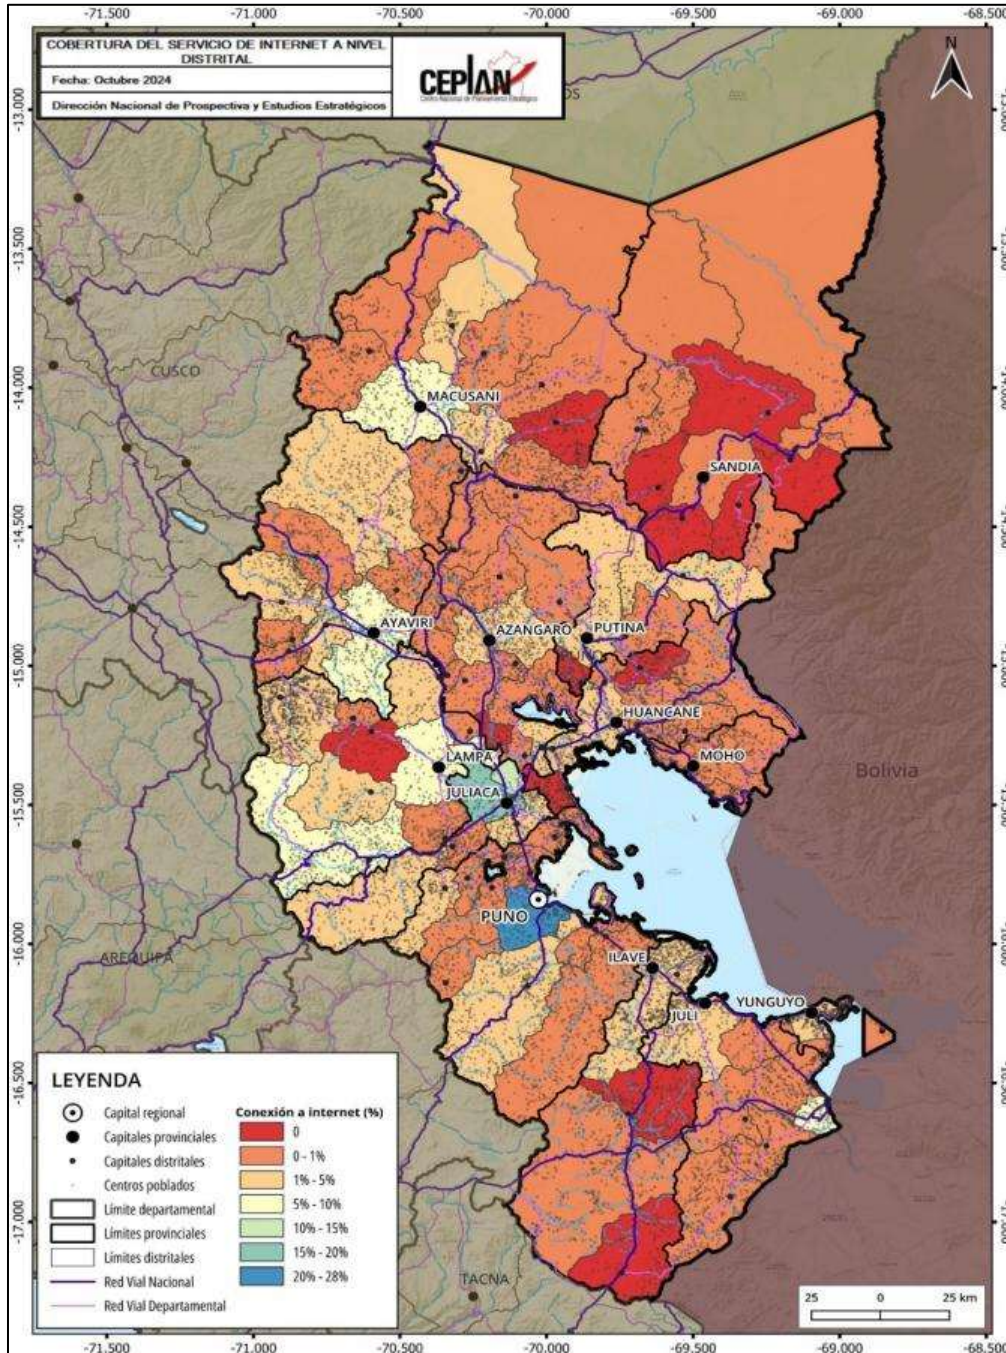 -71.500 -71.000 -70.500 -70.000 -69.500 -69.000 -68.500
COBERTURA DEL SERVICIO DE INTERNET A NIVEL
DISTRITAL
Fecha: Octubre 2024
Dirección Nacional de Prospectiva y Estudios Estratégicos
CEPLAN
Centro Nacional de Planeamiento Estratégico
N
-13.000
-13.500
CUSCO
-14.000
MACUSANI
SANDIA
-14.500
AYAVIRI
AZANGARO
PUTINA
-15.000
HUANCANÉ
MOHO
LAMPA
Bolivia
JULIACA
-15.500
PUNO
-16.000
AREQUIPA
ILAVE
YUNGUYO
JULI
-16.500
-17.000
TACNA
LEYENDA
Capital regional
Capitales provinciales
Capitales distritales
Centros poblados
Límite departamental
Límites provinciales
Límites distritales
Red Vial Nacional
Red Vial Departamental
Conexión a internet (%)
0
0 - 1%
1% - 5%
5% - 10%
10% - 15%
15% - 20%
20% - 28%
25 0 25 km
-71.500 -71.000 -70.500 -70.000 -69.500 -69.000 -68.500